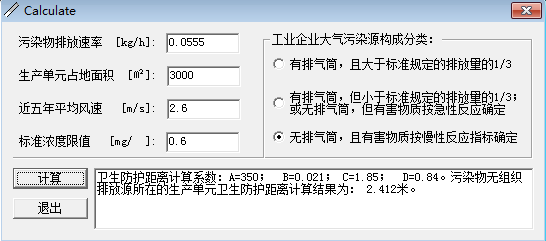 Calculate
污染物排放速率 [kg/h]: 0.0555
生产单元占地面积 [m²]: 3000
近五年平均风速 [m/s]: 2.6
标准浓度限值 [mg/ ]: 0.6
工业企业大气污染源构成分类:
有排气筒，且大于标准规定的排放量的1/3
有排气筒，但小于标准规定的排放量的1/3；
或无排气筒，但有害物质按急性反应确定
无排气筒，且有害物质按慢性反应指标确定
计算
退出
卫生防护距离计算系数：A=350； B=0.021；C=1.85； D=0.84。污染物无组织
排放源所在的生产单元卫生防护距离计算结果为： 2.412米。